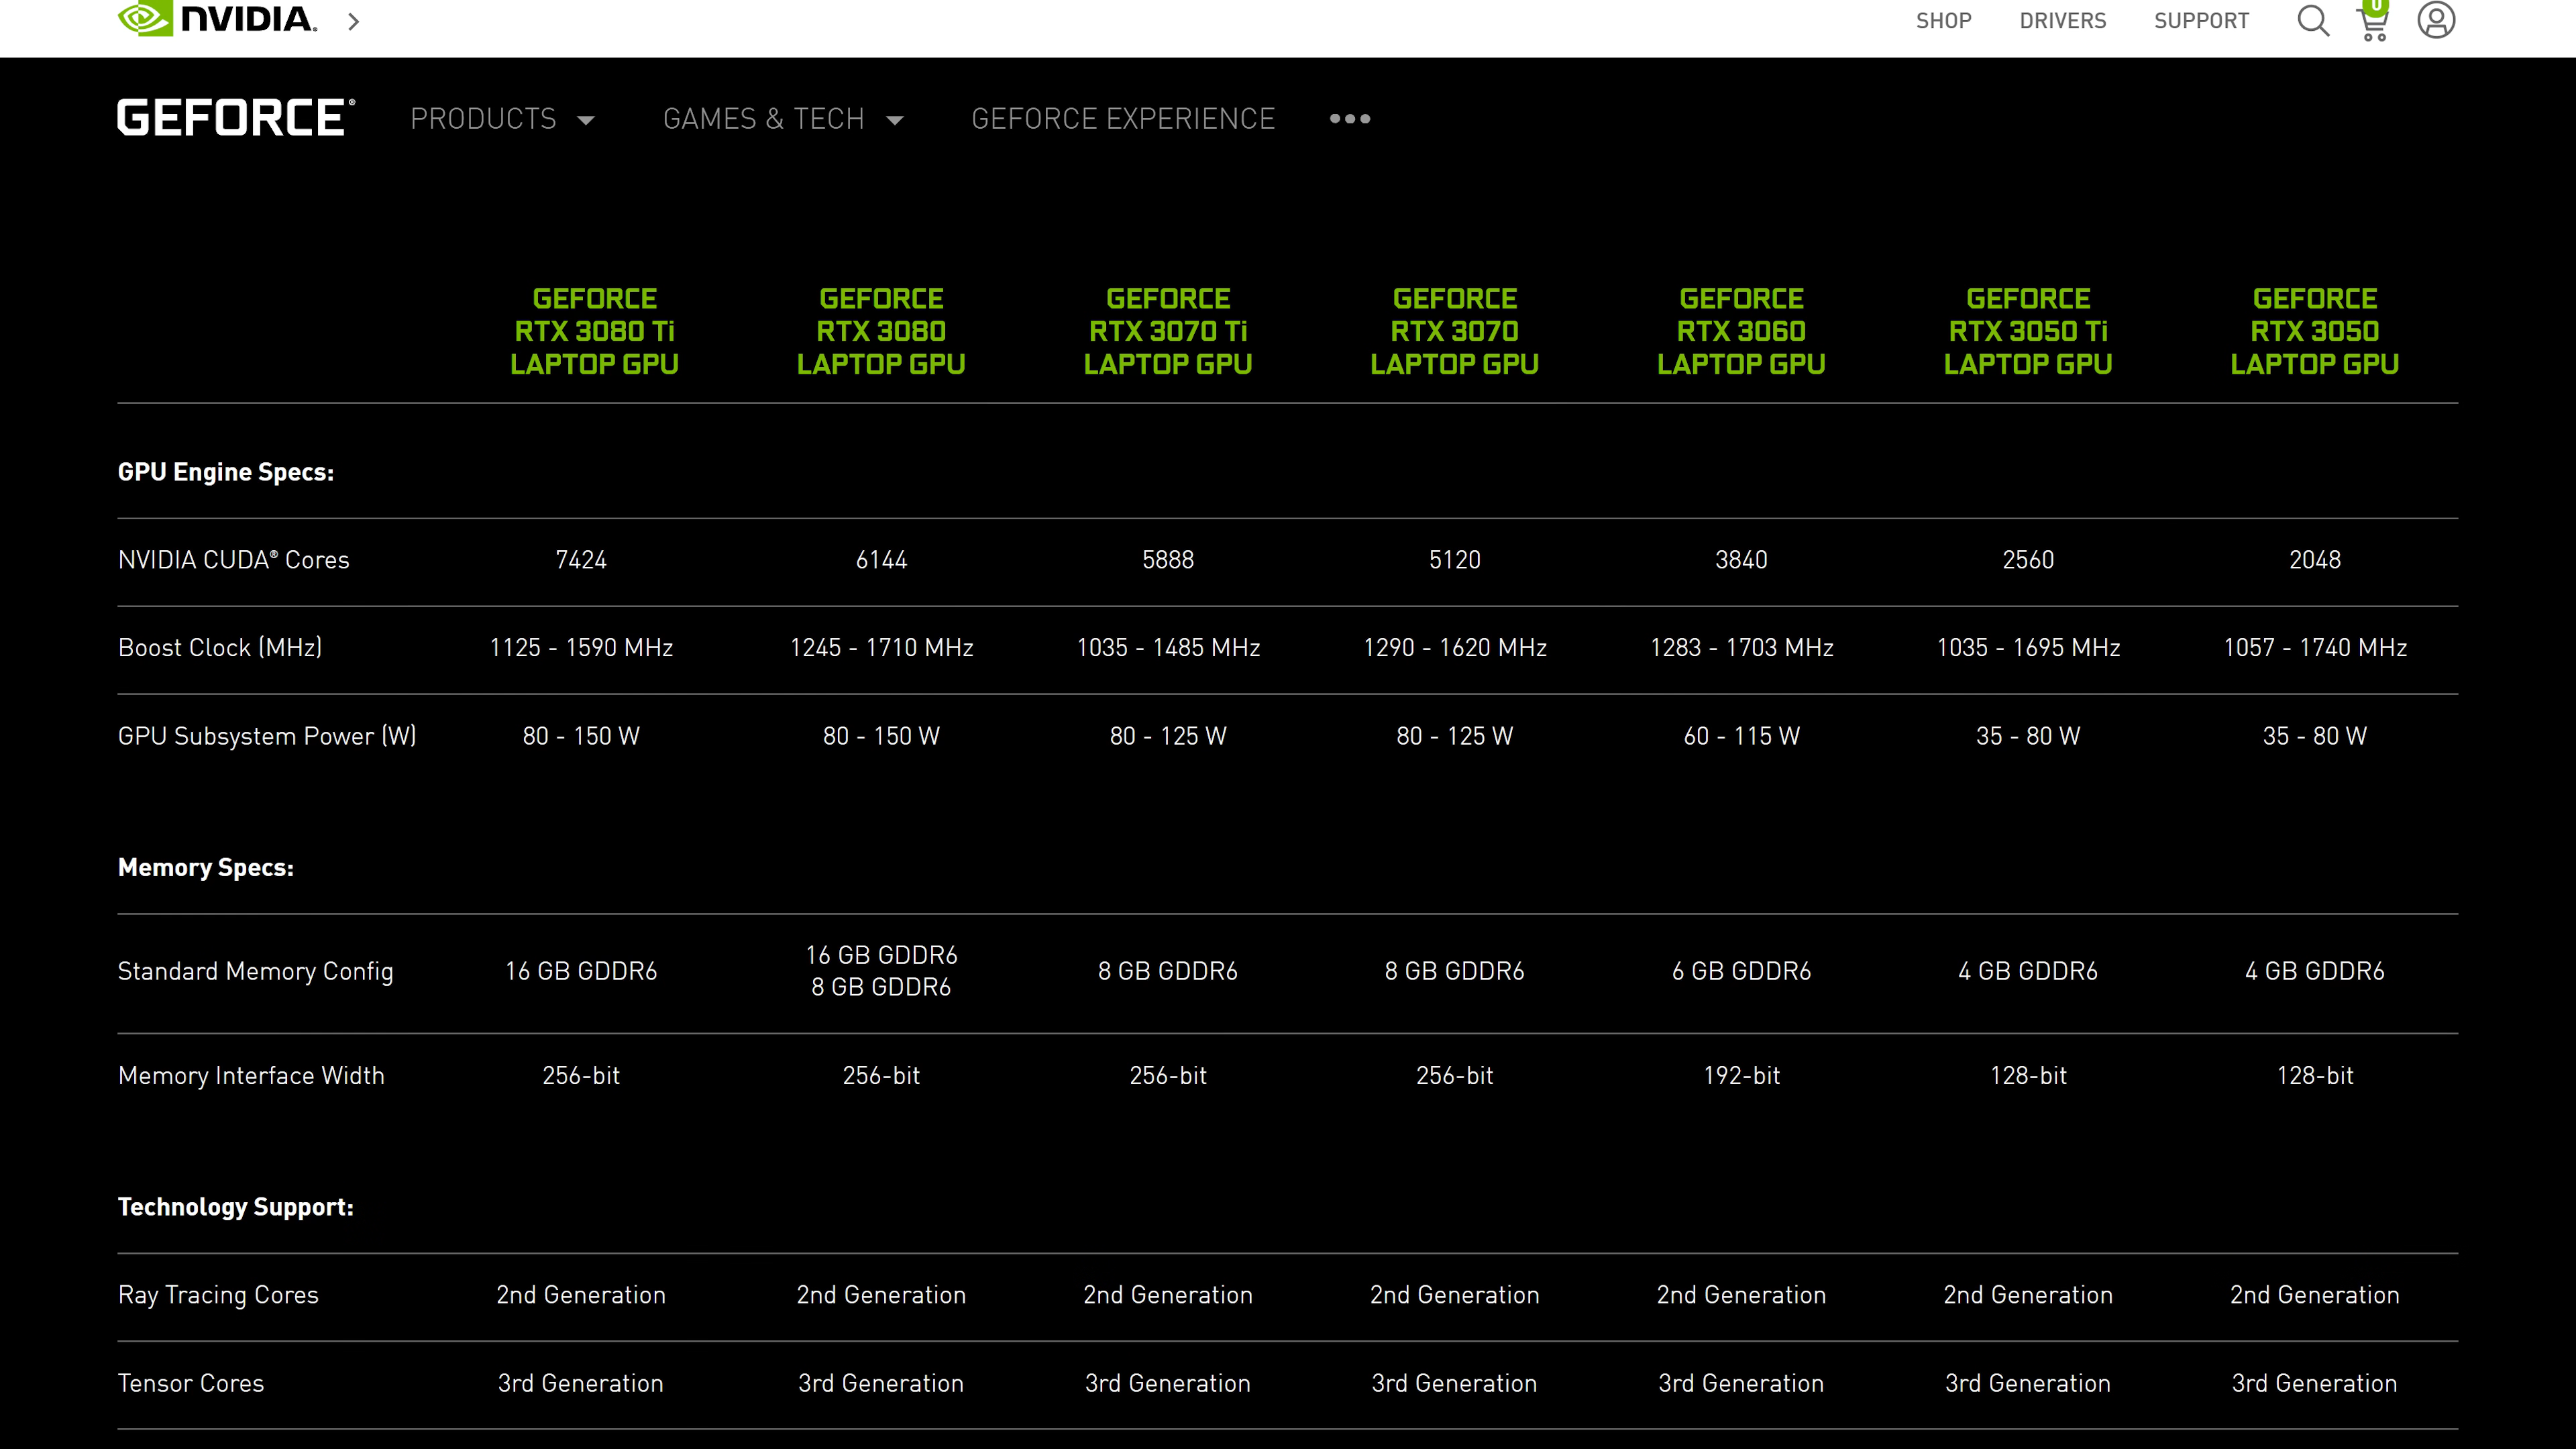 NVIDIA.
SHOP DRIVERS SUPPORT 0
GEFORCE® PRODUCTS GAMES & TECH GEFORCE EXPERIENCE •••
GEFORCE RTX 3080 Ti LAPTOP GPU GEFORCE RTX 3080 LAPTOP GPU GEFORCE RTX 3070 Ti LAPTOP GPU GEFORCE RTX 3070 LAPTOP GPU GEFORCE RTX 3060 LAPTOP GPU GEFORCE RTX 3050 Ti LAPTOP GPU GEFORCE RTX 3050 LAPTOP GPU
GPU Engine Specs:
NVIDIA CUDA® Cores 7424 6144 5888 5120 3840 2560 2048
Boost Clock (MHz) 1125 - 1590 MHz 1245 - 1710 MHz 1035 - 1485 MHz 1290 - 1620 MHz 1283 - 1703 MHz 1035 - 1695 MHz 1057 - 1740 MHz
GPU Subsystem Power (W) 80 - 150 W 80 - 150 W 80 - 125 W 80 - 125 W 60 - 115 W 35 - 80 W 35 - 80 W
Memory Specs:
Standard Memory Config 16 GB GDDR6 16 GB GDDR6 8 GB GDDR6 8 GB GDDR6 8 GB GDDR6 6 GB GDDR6 4 GB GDDR6 4 GB GDDR6
Memory Interface Width 256-bit 256-bit 256-bit 256-bit 192-bit 128-bit 128-bit
Technology Support:
Ray Tracing Cores 2nd Generation 2nd Generation 2nd Generation 2nd Generation 2nd Generation 2nd Generation 2nd Generation
Tensor Cores 3rd Generation 3rd Generation 3rd Generation 3rd Generation 3rd Generation 3rd Generation 3rd Generation